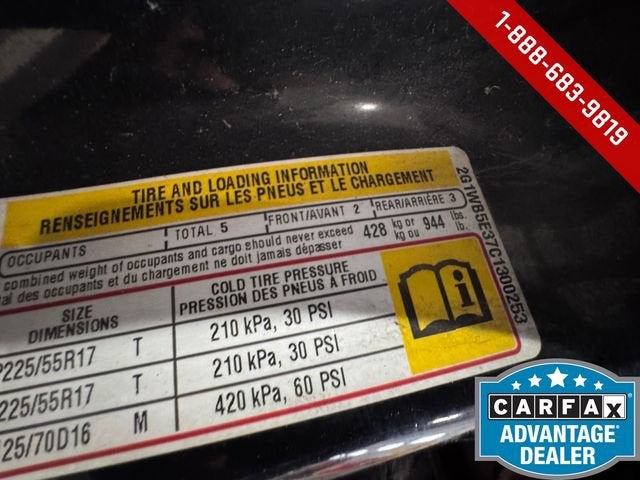 1-888-683-9819
TIRE AND LOADING INFORMATION
RENSEIGNEMENTS SUR LES PNEUS ET LE CHARGEMENT
OCCUPANTS TOTAL 5 FRONT/AVANT 2 REAR/ARRIÈRE 3
combined weight of occupants and cargo should never exceed 428 kg or 944 lbs.
des occupants et du chargement ne doit jamais dépasser kg ou lb.
SIZE DIMENSIONS COLD TIRE PRESSURE
PRESSION DES PNEUS À FROID
P225/55R17 T 210 kPa, 30 PSI
225/55R17 T 210 kPa, 30 PSI
125/70D16 M 420 kPa, 60 PSI
2G1WB5E37C1300253
CARFAX
ADVANTAGE
DEALER